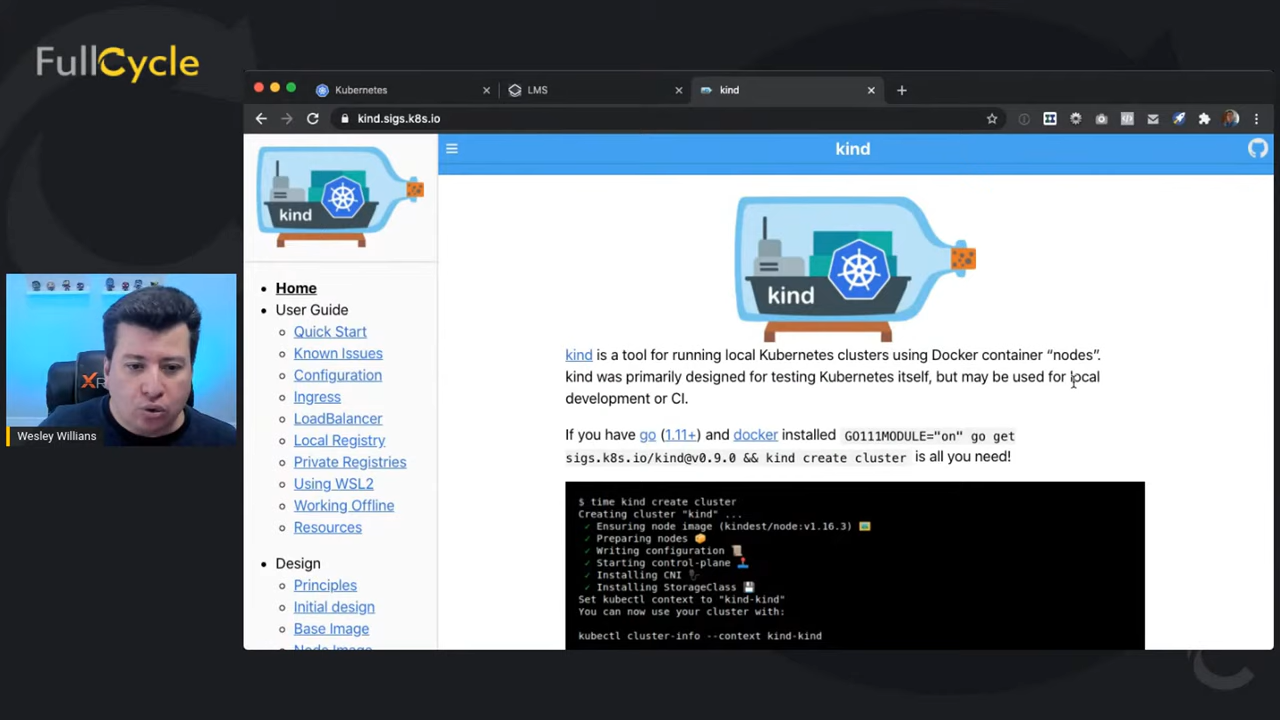 FullCycle
Kubernetes
LMS
kind
kind.sigs.k8s.io
kind
kind
kind
Home
User Guide
Quick Start
Known Issues
Configuration
Ingress
LoadBalancer
Local Registry
Private Registries
Using WSL2
Working Offline
Resources
Design
Principles
Initial design
Base Image
Node Image
kind is a tool for running local Kubernetes clusters using Docker container “nodes”.
kind was primarily designed for testing Kubernetes itself, but may be used for local
development or CI.
If you have go (1.11+) and docker installed GO111MODULE="on" go get
sigs.k8s.io/kind@v0.9.0 && kind create cluster is all you need!
$ time kind create cluster
Creating cluster "kind" ...
✓ Ensuring node image (kindest/node:v1.16.3)
✓ Preparing nodes
✓ Writing configuration
✓ Starting control-plane
✓ Installing CNI
✓ Installing StorageClass
Set kubectl context to "kind-kind"
You can now use your cluster with:
kubectl cluster-info --context kind-kind
Wesley Willians